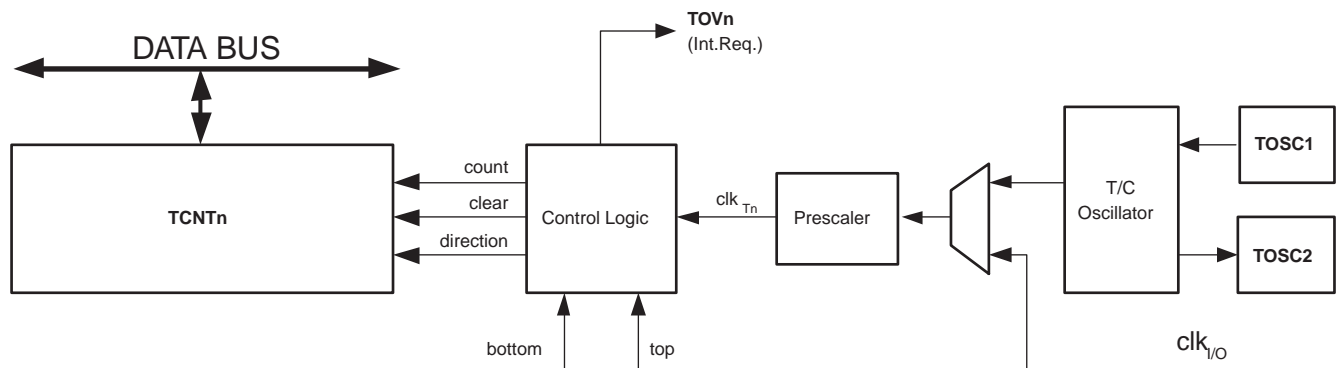 TOVn
(Int.Req.)
DATA BUS
TCNTn
count
clear
direction
Control Logic
clk Tn
Prescaler
T/C
Oscillator
TOSC1
TOSC2
bottom
top
clkI/O